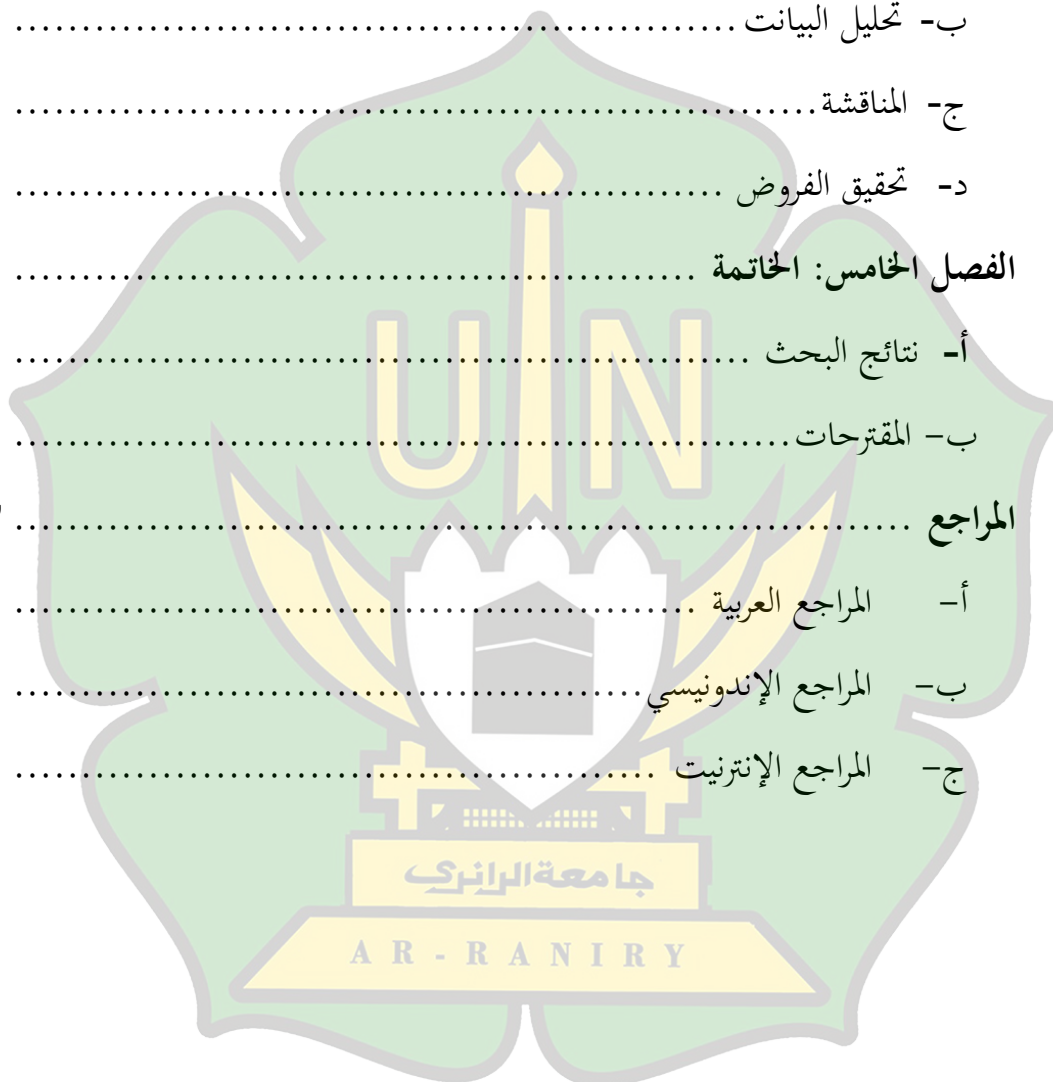 ب- تحليل البيانت ......................................................
ج- المناقشة ............................................................
د- تحقيق الفروض .....................................................
الفصل الخامس: الخاتمة ...................................................
أ- نتائج البحث .......................................................
ب- المقترحات ..........................................................
المراجع ...................................................................
أ- المراجع العربية ...................................................
ب- المراجع الإندونيسي ...............................................
ج- المراجع الإنترنيت ................................................
UIN
جامعة الرانري
AR-RANIRY